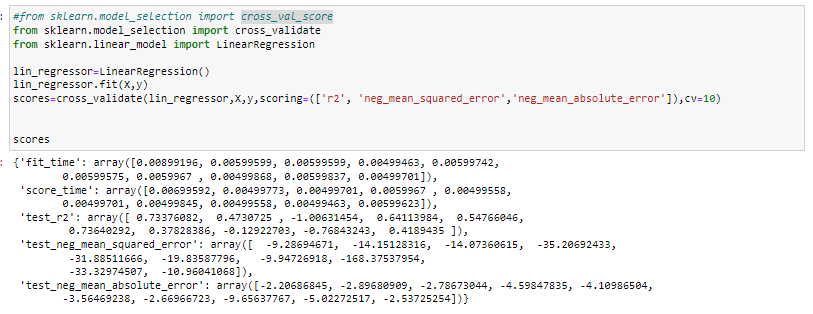 : #from sklearn.model_selection import cross_val_score
from sklearn.model_selection import cross_validate
from sklearn.linear_model import LinearRegression
lin_regressor=LinearRegression()
lin_regressor.fit(X,y)
scores=cross_validate(lin_regressor,X,y,scoring=(['r2', 'neg_mean_squared_error','neg_mean_absolute_error']),cv=10)
scores
: {'fit_time': array([0.00899196, 0.00599599, 0.00599599, 0.00499463, 0.00599742,
0.00599575, 0.0059967 , 0.00499868, 0.00599837, 0.00499701]),
'score_time': array([0.00699592, 0.00499773, 0.00499701, 0.0059967 , 0.00499558,
0.00499701, 0.00499845, 0.00499558, 0.00499463, 0.00599623]),
'test_r2': array([ 0.73376082, 0.4730725 , -1.00631454, 0.64113984, 0.54766046,
0.73640292, 0.37828386, -0.12922703, -0.76843243, 0.4189435 ]),
'test_neg_mean_squared_error': array([ -9.28694671, -14.15128316, -14.07360615, -35.20692433,
-31.88511666, -19.83587796, -9.94726918, -168.37537954,
-33.32974507, -10.96041068]),
'test_neg_mean_absolute_error': array([-2.20686845, -2.89680909, -2.78673044, -4.59847835, -4.10986504,
-3.56469238, -2.66966723, -9.65637767, -5.02272517, -2.53725254])}